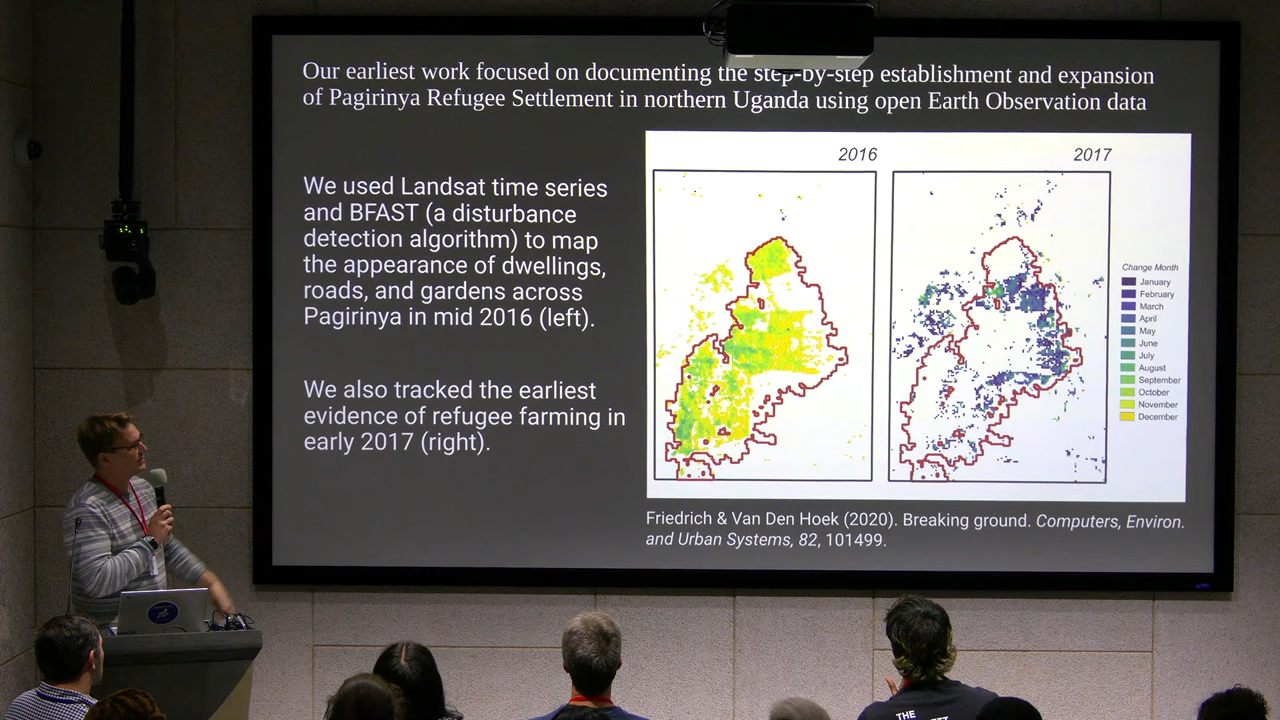 Our earliest work focused on documenting the step-by-step establishment and expansion
of Pagirinya Refugee Settlement in northern Uganda using open Earth Observation data
We used Landsat time series
and BFAST (a disturbance
detection algorithm) to map
the appearance of dwellings,
roads, and gardens across
Pagirinya in mid 2016 (left).
We also tracked the earliest
evidence of refugee farming in
early 2017 (right).
2016
2017
Change Month
January
February
March
April
May
June
July
August
September
October
November
December
Friedrich & Van Den Hoek (2020). Breaking ground. Computers, Environ.
and Urban Systems, 82, 101499.
THE